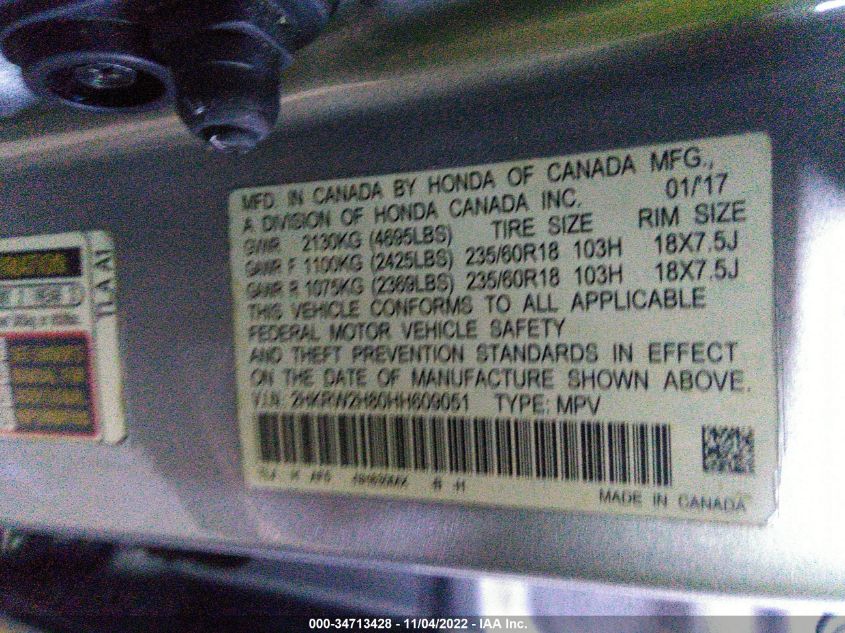 MFD. IN CANADA BY HONDA OF CANADA MFG.,
A DIVISION OF HONDA CANADA INC. 01/'17
GVWR 2130KG (4695LBS) TIRE SIZE RIM SIZE
GAWR F 1100KG (2425LBS) 235/60R18 103H 18X7.5J
GAWR R 1075KG (2369LBS) 235/60R18 103H 18X7.5J
THIS VEHICLE CONFORMS TO ALL APPLICABLE
FEDERAL MOTOR VEHICLE SAFETY
AND THEFT PREVENTION STANDARDS IN EFFECT
ON THE DATE OF MANUFACTURE SHOWN ABOVE.
V.I.N. 2HKRW2H80HH609051 TYPE: MPV
MADE IN CANADA
TLA A1
000-34713428 - 11/04/2022 - IAA Inc.